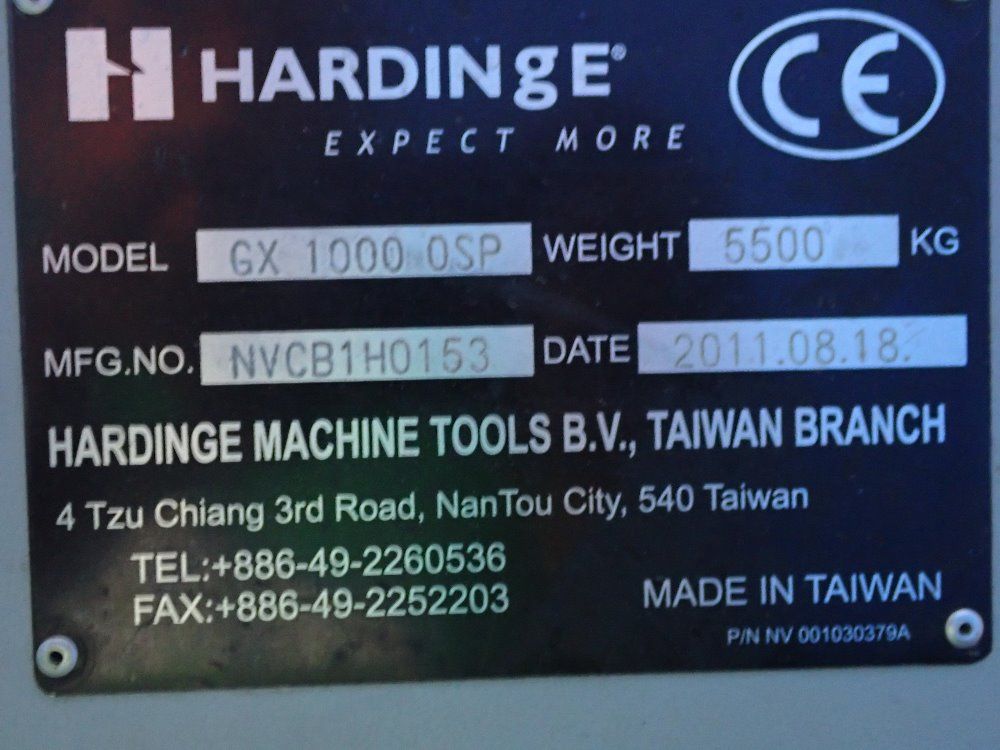 HARDINgE®
CE
EXPECT MORE
MODEL GX 1000 OSP WEIGHT 5500 KG
MFG.NO. NVCB1H0153 DATE 2011.08.18.
HARDINGE MACHINE TOOLS B.V., TAIWAN BRANCH
4 Tzu Chiang 3rd Road, NanTou City, 540 Taiwan
TEL:+886-49-2260536
FAX:+886-49-2252203
MADE IN TAIWAN
P/N NV 001030379A